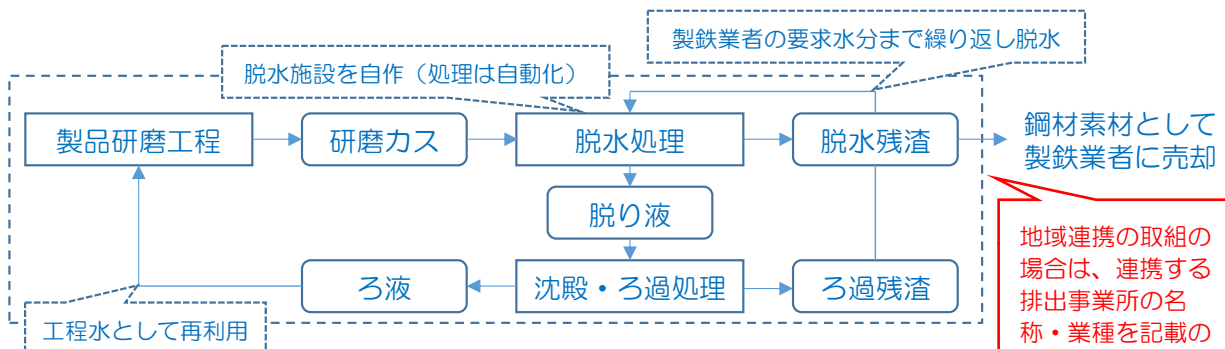 製鉄業者の要求水分まで繰り返し脱水
脱水施設を自作（処理は自動化）
製品研磨工程
研磨カス
脱水処理
脱水残渣
鋼材素材として
製鉄業者に売却
脱り液
地域連携の取組の
場合は、連携する
排出事業所の名
称・業種を記載の
ろ液
沈殿・ろ過処理
ろ過残渣
工程水として再利用